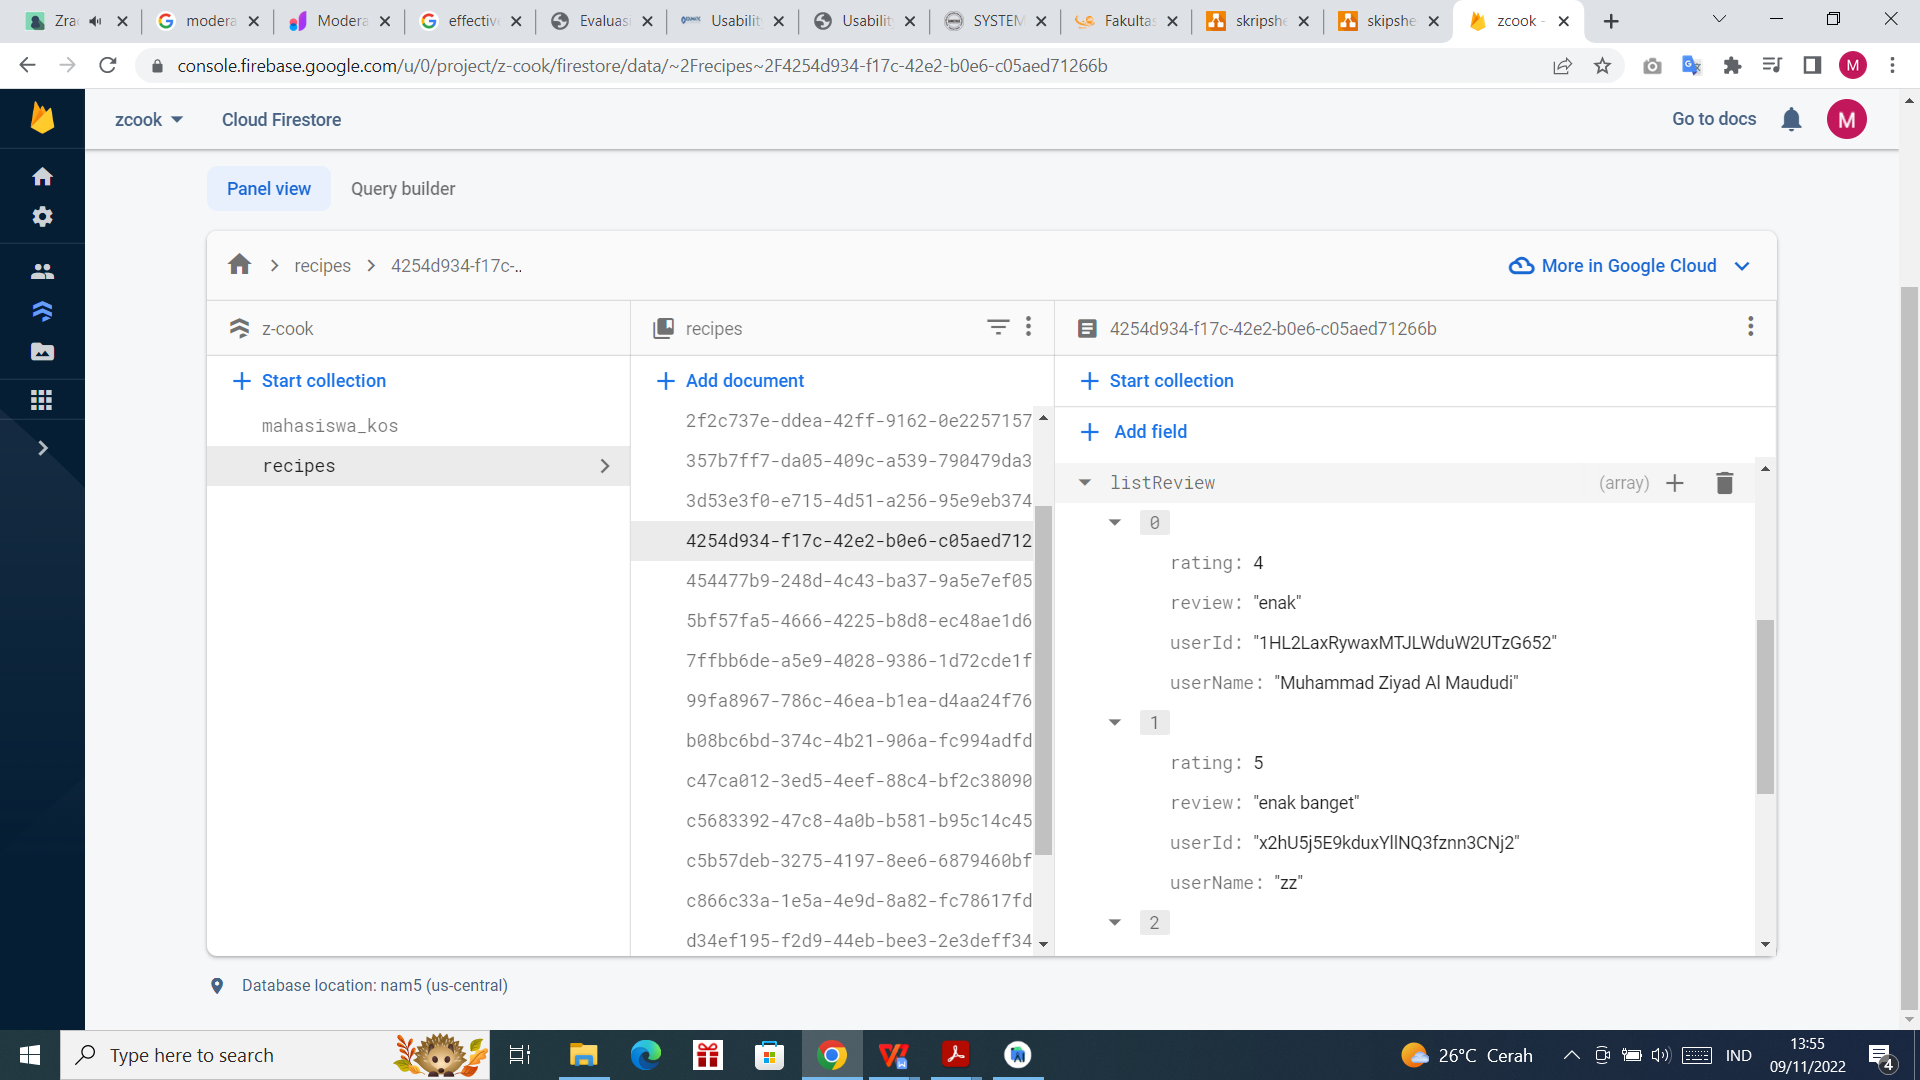 Zra
modera
Modera
effectiv
Evaluas
Usability
Usability
SYSTEM
Fakultas
skripshe
skipshe
zcook -
console.firebase.google.com/u/0/project/z-cook/firestore/data/~2Frecipes~2F4254d934-f17c-42e2-b0e6-c05aed71266b
M
zcook
Cloud Firestore
Go to docs
M
Panel view
Query builder
recipes
4254d934-f17c-..
More in Google Cloud
z-cook
recipes
4254d934-f17c-42e2-b0e6-c05aed71266b
Start collection
mahasiswa_kos
recipes
Add document
2f2c737e-ddea-42ff-9162-0e2257157
357b7ff7-da05-409c-a539-790479da3
3d53e3f0-e715-4d51-a256-95e9eb374
4254d934-f17c-42e2-b0e6-c05aed712
454477b9-248d-4c43-ba37-9a5e7ef05
5bf57fa5-4666-4225-b8d8-ec48ae1d6
7ffbb6de-a5e9-4028-9386-1d72cde1f
99fa8967-786c-46ea-b1ea-d4aa24f76
b08bc6bd-374c-4b21-906a-fc994adfd
c47ca012-3ed5-4eef-88c4-bf2c38090
c5683392-47c8-4a0b-b581-b95c14c45
c5b57deb-3275-4197-8ee6-6879460bf
c866c33a-1e5a-4e9d-8a82-fc78617fd
d34ef195-f2d9-44eb-bee3-2e3deff34
Start collection
Add field
listReview
(array)
0
rating: 4
review: "enak"
userId: "1HL2LaxRywaxMTJLWduW2UTzG652"
userName: "Muhammad Ziyad Al Maududi"
1
rating: 5
review: "enak banget"
userId: "x2hU5j5E9kduxYllNQ3fznn3CNj2"
userName: "zz"
2
Database location: nam5 (us-central)
Type here to search
26°C Cerah
IND
13:55
09/11/2022
4